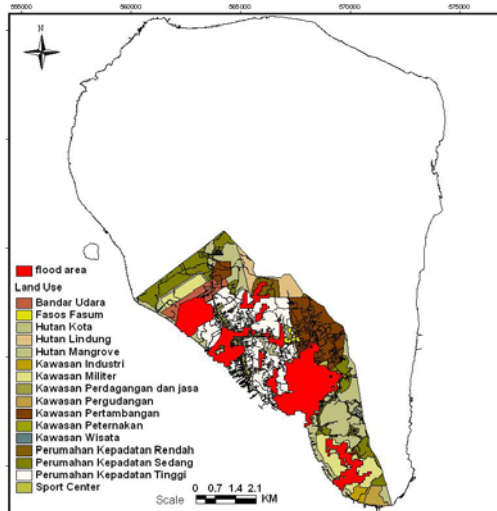 555000 560000 565000 570000 575000
N
flood area
Land Use
Bandar Udara
Fasos Fasum
Hutan Kota
Hutan Lindung
Hutan Mangrove
Kawasan Industri
Kawasan Militer
Kawasan Perdagangan dan jasa
Kawasan Pergudangan
Kawasan Pertambangan
Kawasan Peternakan
Kawasan Wisata
Perumahan Kepadatan Rendah
Perumahan Kepadatan Sedang
Perumahan Kepadatan Tinggi
Sport Center
0 0.7 1.4 2.1
Scale KM